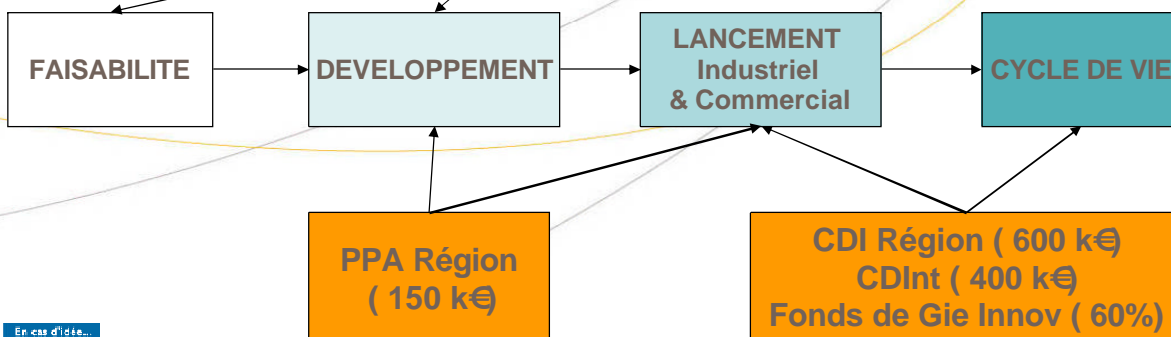 FAISABILITE
DEVELOPPEMENT
LANCEMENT
Industriel
& Commercial
CYCLE DE VIE
PPA Région
( 150 k€)
CDI Région ( 600 k€)
CDInt ( 400 k€)
Fonds de Gie Innov ( 60%)
En cas d'idée...